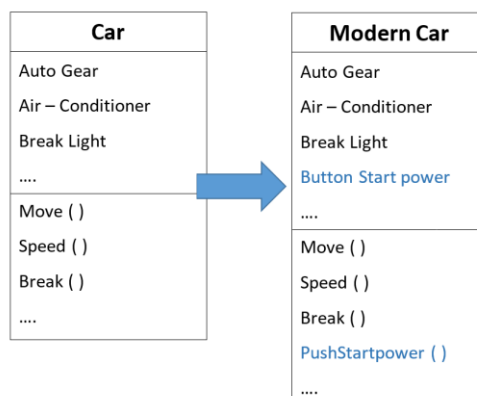 Car
Auto Gear
Air – Conditioner
Break Light
....
Move ( )
Speed ( )
Break ( )
....
Modern Car
Auto Gear
Air – Conditioner
Break Light
Button Start power
....
Move ( )
Speed ( )
Break ( )
PushStartpower ( )
....